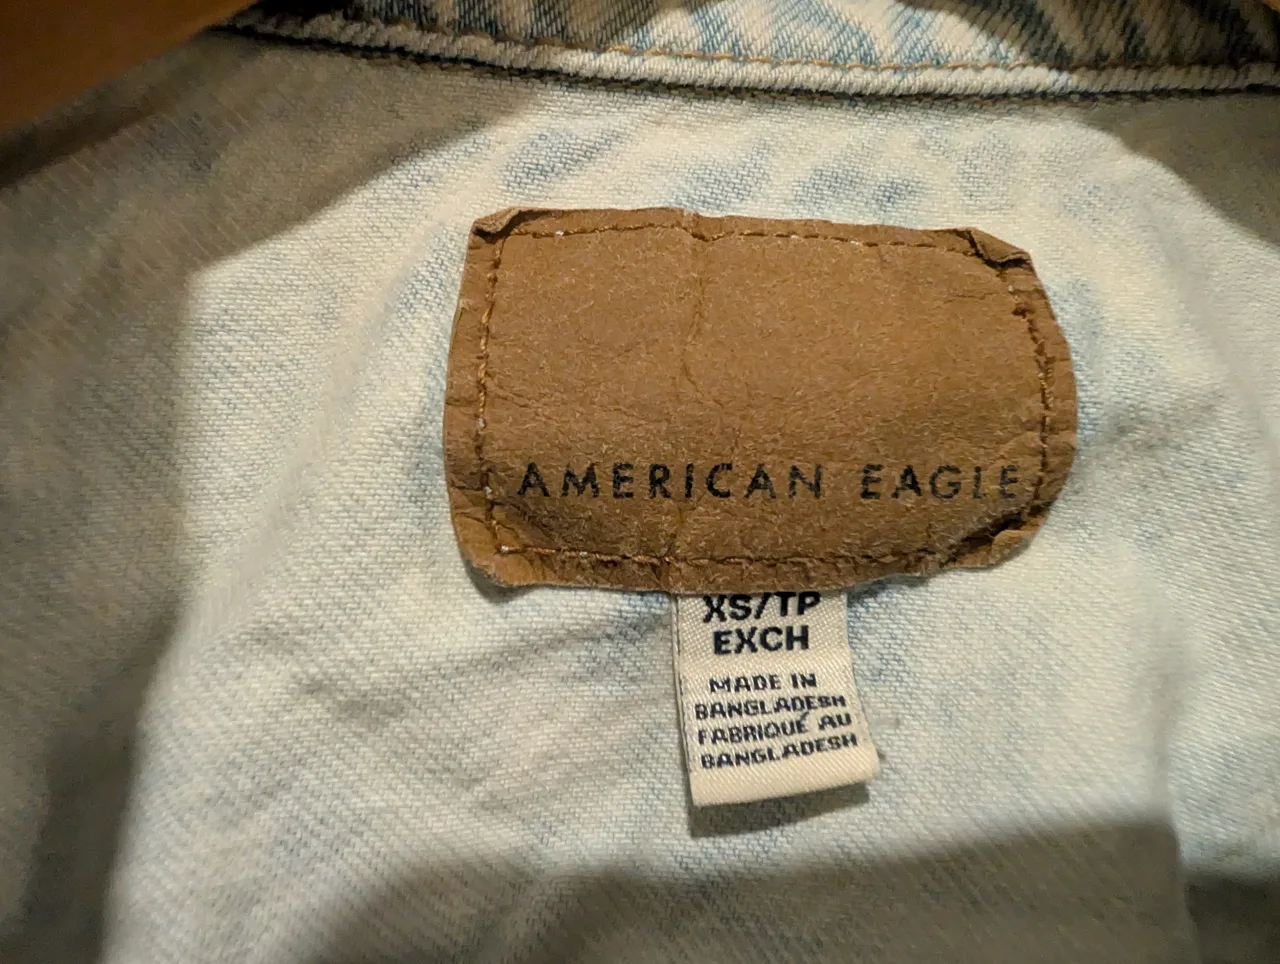 AMERICAN EAGLE
XS/TP
EXCH
MADE IN
BANGLADESH
FABRIQUÉ AU
BANGLADESH